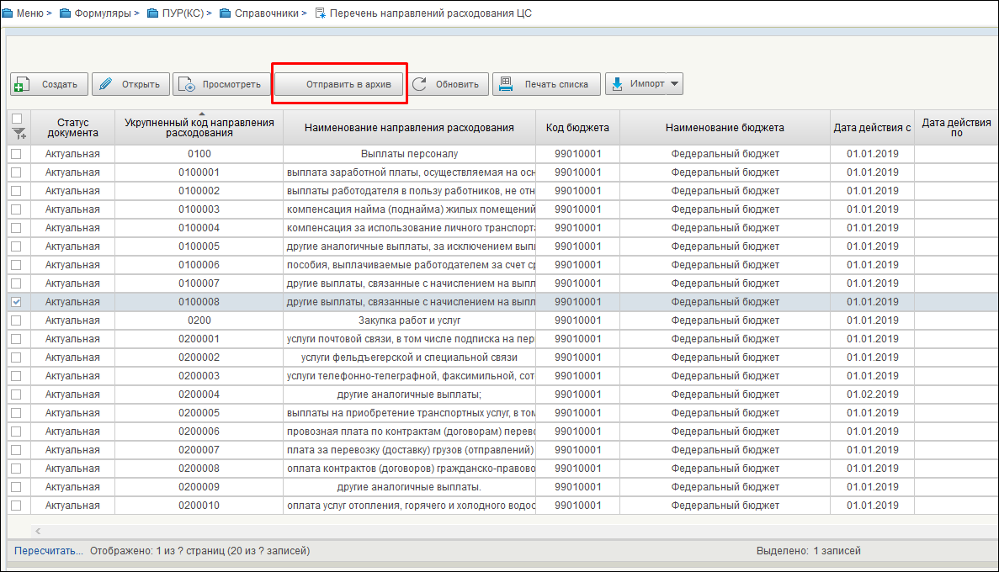 Меню > Формуляры > ПУР(КС) > Справочники > Перечень направлений расходования ЦС
Создать Открыть Просмотреть Отправить в архив Обновить Печать списка Импорт
Статус документа Укрупненный код направления расходования Наименование направления расходования Код бюджета Наименование бюджета Дата действия с Дата действия по
Актуальная 0100 Выплаты персоналу 99010001 Федеральный бюджет 01.01.2019
Актуальная 0100001 выплата заработной платы, осуществляемая на осн 99010001 Федеральный бюджет 01.01.2019
Актуальная 0100002 выплаты работодателя в пользу работников, не отн 99010001 Федеральный бюджет 01.01.2019
Актуальная 0100003 компенсация найма (поднайма) жилых помещений 99010001 Федеральный бюджет 01.01.2019
Актуальная 0100004 компенсация за использование личного транспорта 99010001 Федеральный бюджет 01.01.2019
Актуальная 0100005 другие аналогичные выплаты, за исключением выпл 99010001 Федеральный бюджет 01.01.2019
Актуальная 0100006 пособия, выплачиваемые работодателем за счет ср 99010001 Федеральный бюджет 01.01.2019
Актуальная 0100007 другие выплаты, связанные с начислением на выпл 99010001 Федеральный бюджет 01.01.2019
Актуальная 0100008 другие выплаты, связанные с начислением на выпл 99010001 Федеральный бюджет 01.01.2019
Актуальная 0200 Закупка работ и услуг 99010001 Федеральный бюджет 01.01.2019
Актуальная 0200001 услуги почтовой связи, в том числе подписка на пер 99010001 Федеральный бюджет 01.01.2019
Актуальная 0200002 услуги фельдъегерской и специальной связи 99010001 Федеральный бюджет 01.01.2019
Актуальная 0200003 услуги телефонно-телеграфной, факсимильной, сот 99010001 Федеральный бюджет 01.01.2019
Актуальная 0200004 другие аналогичные выплаты; 99010001 Федеральный бюджет 01.02.2019
Актуальная 0200005 выплаты на приобретение транспортных услуг, в том 99010001 Федеральный бюджет 01.01.2019
Актуальная 0200006 провозная плата по контрактам (договорам) перево 99010001 Федеральный бюджет 01.01.2019
Актуальная 0200007 плата за перевозку (доставку) грузов (отправлений) 99010001 Федеральный бюджет 01.01.2019
Актуальная 0200008 оплата контрактов (договоров) гражданско-правово 99010001 Федеральный бюджет 01.01.2019
Актуальная 0200009 другие аналогичные выплаты. 99010001 Федеральный бюджет 01.01.2019
Актуальная 0200010 оплата услуг отопления, горячего и холодного водос 99010001 Федеральный бюджет 01.01.2019
Пересчитать... Отображено: 1 из ? страниц (20 из ? записей) Выделено: 1 записей